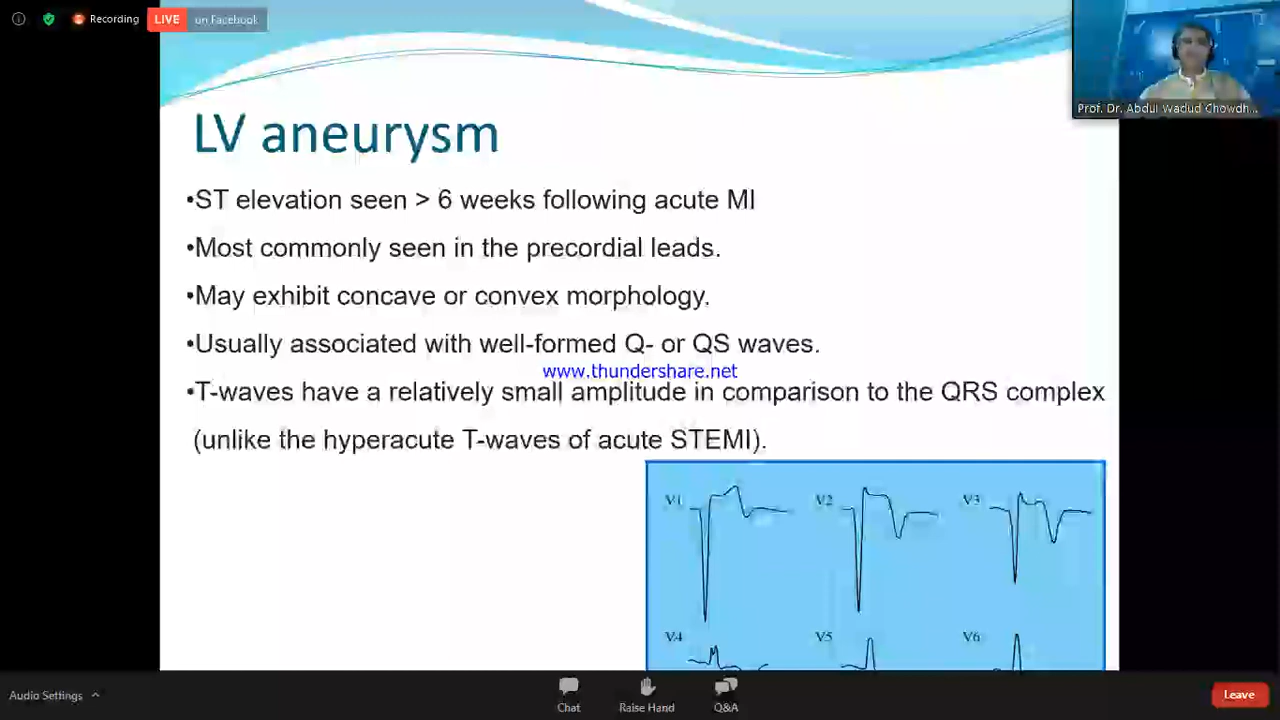 Recording
LIVE on Facebook
Prof. Dr. Abdul Wadud Chowdh...
LV aneurysm
•ST elevation seen > 6 weeks following acute MI
•Most commonly seen in the precordial leads.
•May exhibit concave or convex morphology.
•Usually associated with well-formed Q- or QS waves.
www.thundershare.net
•T-waves have a relatively small amplitude in comparison to the QRS complex
(unlike the hyperacute T-waves of acute STEMI).
V1 V2 V3
V4 V5 V6
Audio Settings
Chat Raise Hand Q&A
Leave